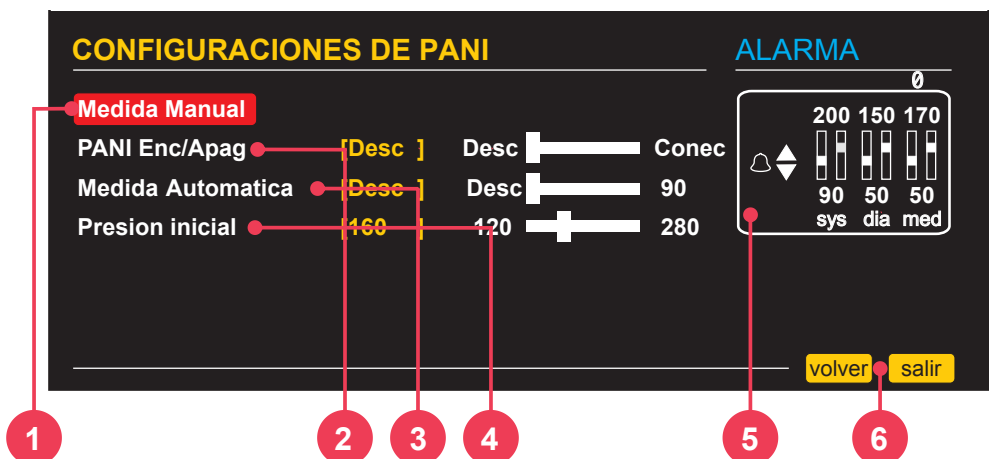 CONFIGURACIONES DE PANI
Medida Manual
PANI Enc/Apag [Desc ] Desc Conec
Medida Automatica [Desc ] Desc 90
Presion inicial [160 ] 120 280
ALARMA
0
200 150 170
90 50 50
sys dia med
volver salir
1 2 3 4 5 6